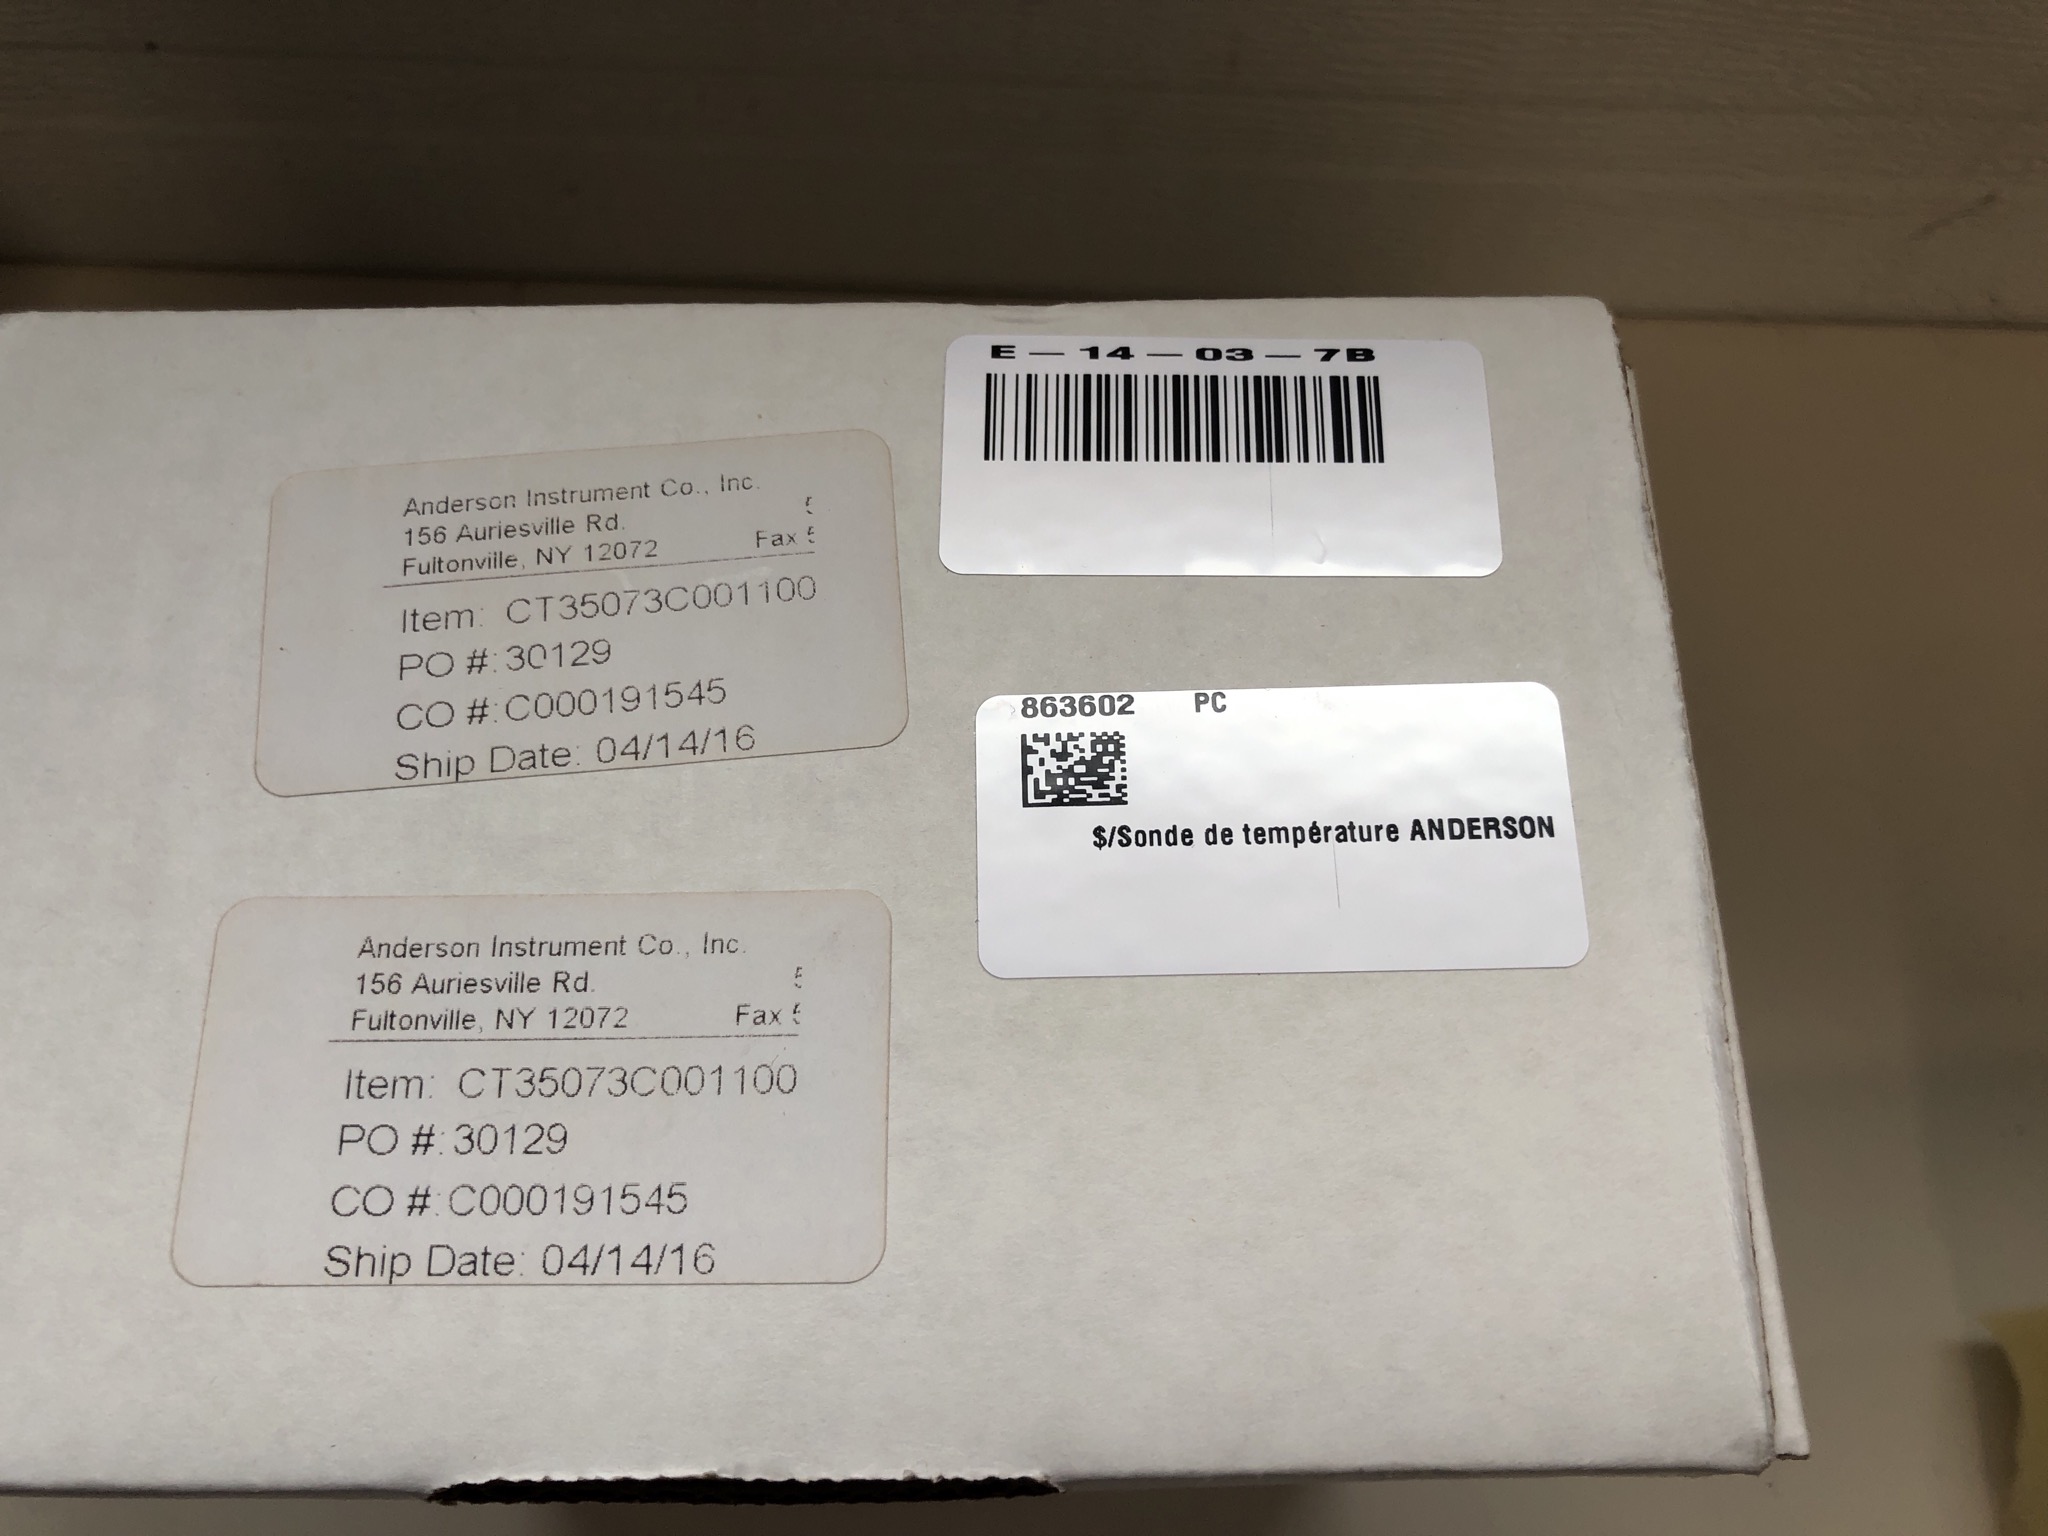 E - 14 - 03 - 7B
Anderson Instrument Co., Inc.
156 Auriesville Rd.
Fultonville, NY 12072 Fax 5
Item: CT35073C001100
PO #: 30129
CO #: C000191545
Ship Date: 04/14/16
863602 PC
$/Sonde de température ANDERSON
Anderson Instrument Co., Inc.
156 Auriesville Rd. 5
Fultonville, NY 12072 Fax 5
Item: CT35073C001100
PO #: 30129
CO #: C000191545
Ship Date: 04/14/16